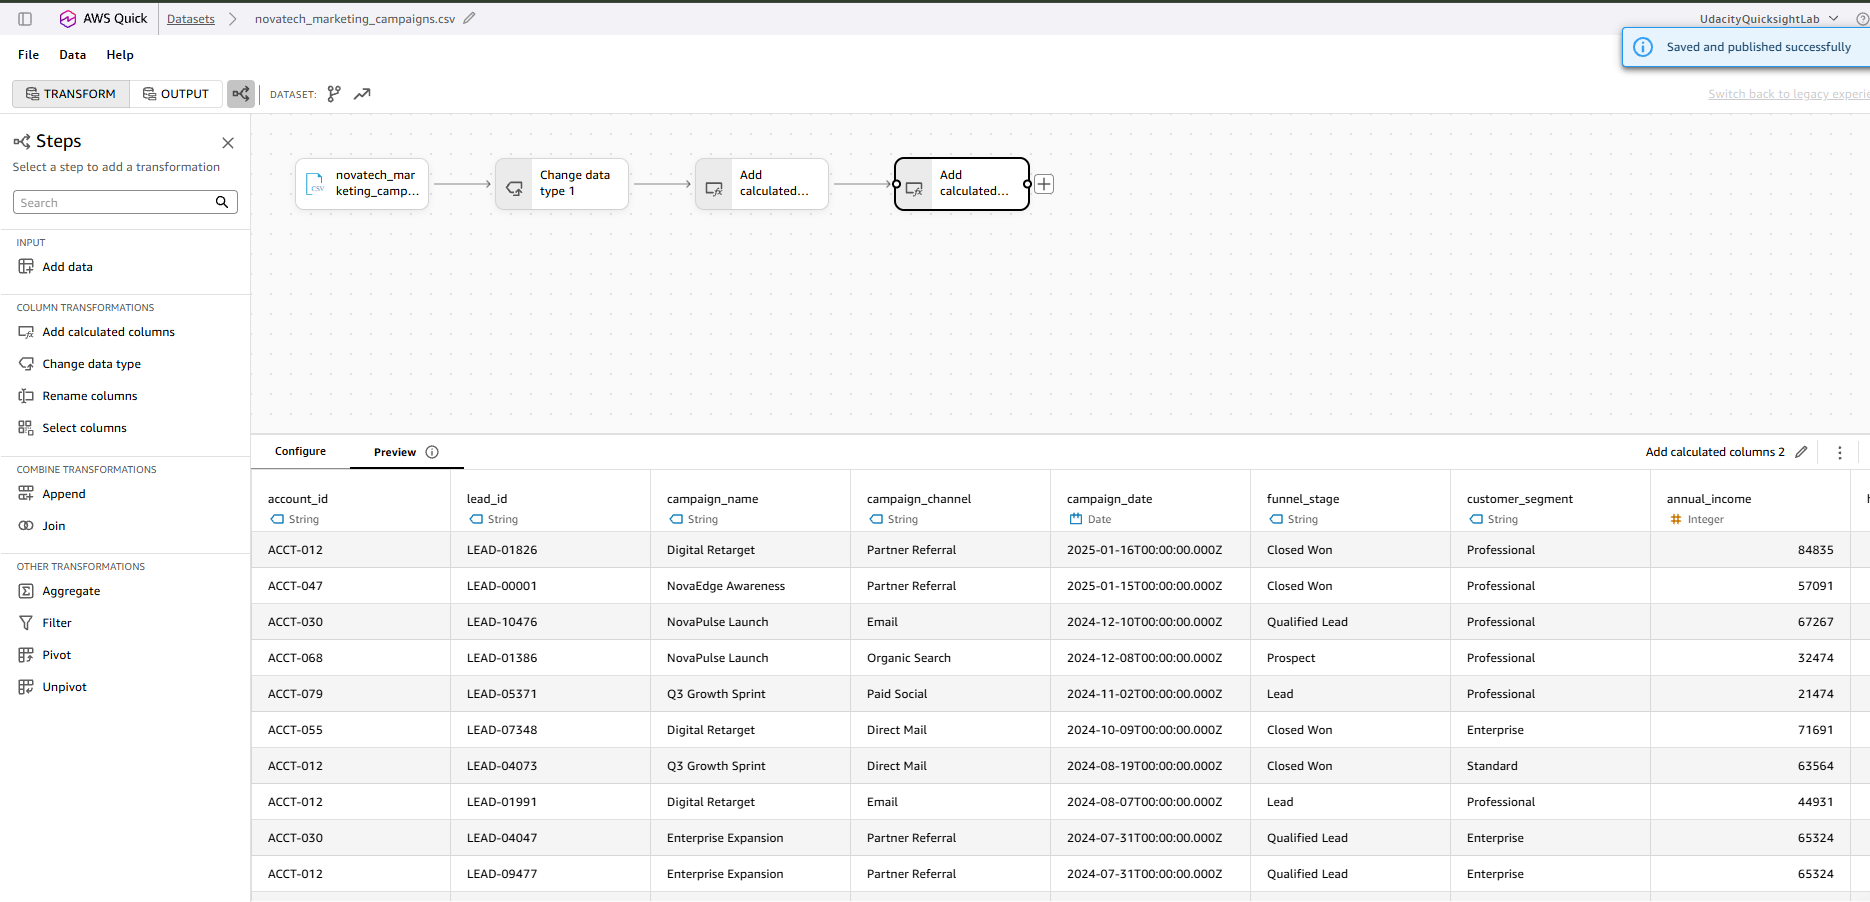 AWS Quick
Datasets
novatech_marketing_campaigns.csv
UdacityQuicksightLab
Saved and published successfully
File
Data
Help
TRANSFORM
OUTPUT
DATASET:
Switch back to legacy
Steps
Select a step to add a transformation
Search
INPUT
Add data
COLUMN TRANSFORMATIONS
Add calculated columns
Change data type
Rename columns
Select columns
COMBINE TRANSFORMATIONS
Append
Join
OTHER TRANSFORMATIONS
Aggregate
Filter
Pivot
Unpivot
CSV
novatech_mar
keting_camp...
Change data
type 1
fx
Add
calculated...
fx
Add
calculated...
Configure
Preview
Add calculated columns 2
account_id lead_id campaign_name campaign_channel campaign_date funnel_stage customer_segment annual_income
String String String String Date String String Integer
ACCT-012 LEAD-01826 Digital Retarget Partner Referral 2025-01-16T00:00:00.000Z Closed Won Professional 84835
ACCT-047 LEAD-00001 NovaEdge Awareness Partner Referral 2025-01-15T00:00:00.000Z Closed Won Professional 57091
ACCT-030 LEAD-10476 NovaPulse Launch Email 2024-12-10T00:00:00.000Z Qualified Lead Professional 67267
ACCT-068 LEAD-01386 NovaPulse Launch Organic Search 2024-12-08T00:00:00.000Z Prospect Professional 32474
ACCT-079 LEAD-05371 Q3 Growth Sprint Paid Social 2024-11-02T00:00:00.000Z Lead Professional 21474
ACCT-055 LEAD-07348 Digital Retarget Direct Mail 2024-10-09T00:00:00.000Z Closed Won Enterprise 71691
ACCT-012 LEAD-04073 Q3 Growth Sprint Direct Mail 2024-08-19T00:00:00.000Z Closed Won Standard 63564
ACCT-012 LEAD-01991 Digital Retarget Email 2024-08-07T00:00:00.000Z Lead Professional 44931
ACCT-030 LEAD-04047 Enterprise Expansion Partner Referral 2024-07-31T00:00:00.000Z Qualified Lead Enterprise 65324
ACCT-012 LEAD-09477 Enterprise Expansion Partner Referral 2024-07-31T00:00:00.000Z Qualified Lead Enterprise 65324